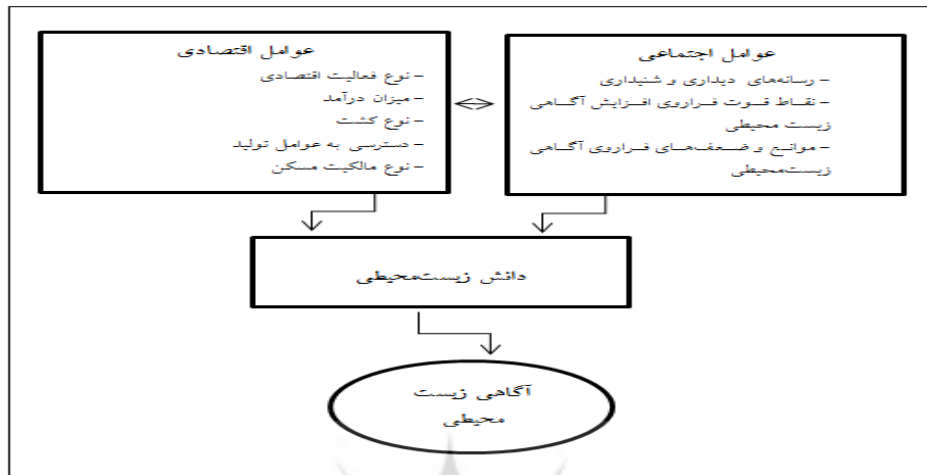 عوامل اجتماعی
– رسانه‌های دیداری و شنیداری
– نقاط قوت فراروی افزایش آگاهی
زیست محیطی
– موانع و ضعف‌های فراروی آگاهی
زیست‌محیطی
عوامل اقتصادی
– نوع فعالیت اقتصادی
– میزان درآمد
– نوع کشت
– دسترسی به عوامل تولید
– نوع مالکیت مسکن
دانش زیست‌محیطی
آگاهی زیست
محیطی